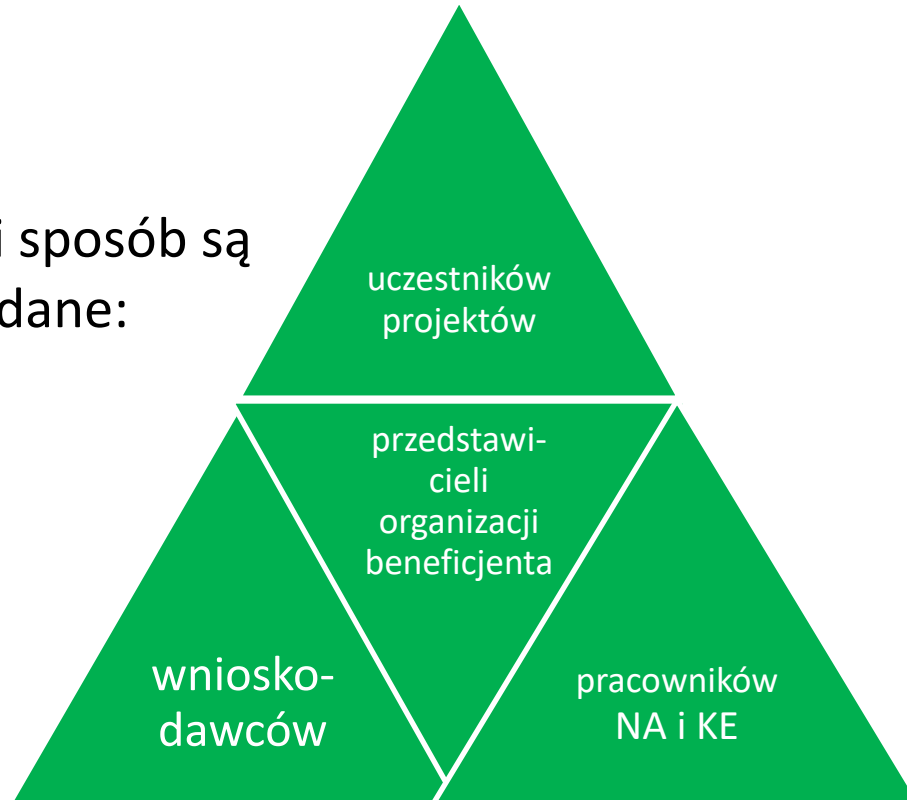 i sposób są
dane:
uczestników
projektów
przedstawi-
cieli
organizacji
beneficjenta
wniosko-
dawców
pracowników
NA i KE